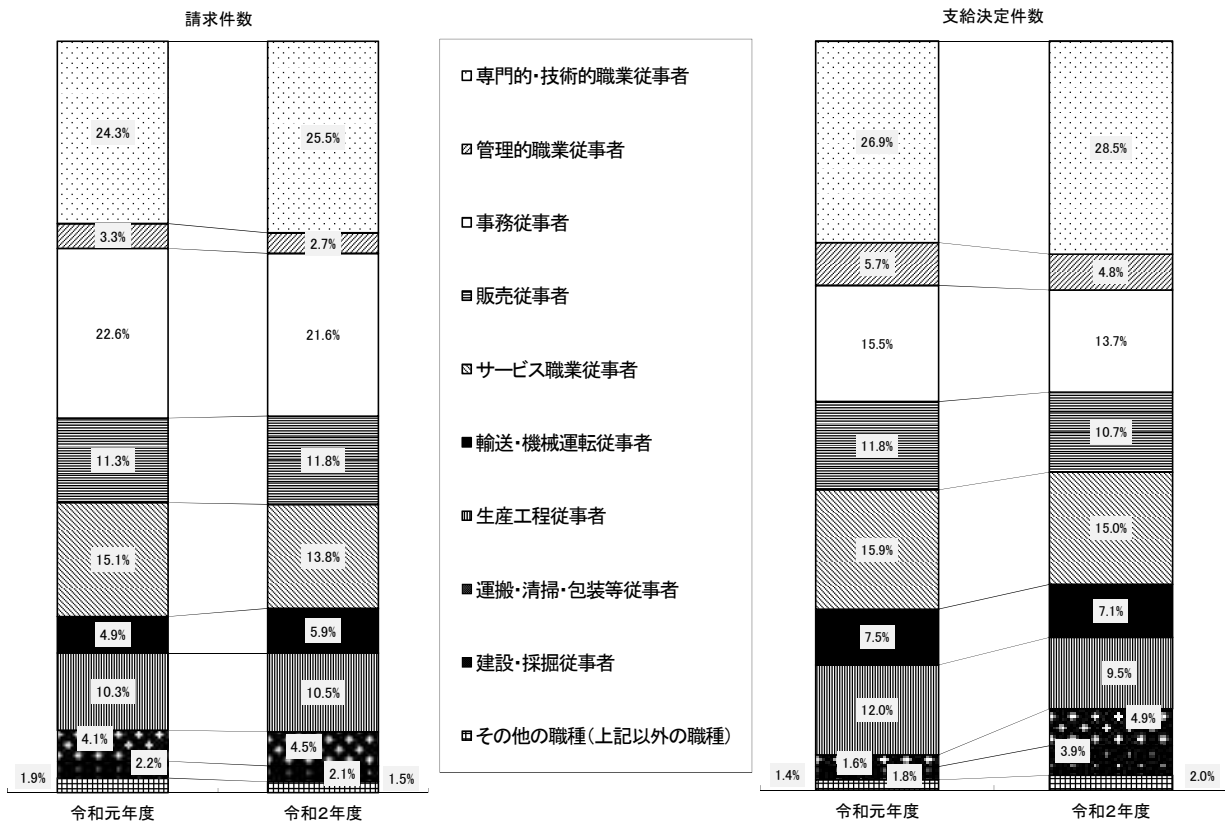 請求件数
24.3%
25.5%
3.3%
2.7%
22.6%
21.6%
11.3%
11.8%
15.1%
13.8%
4.9%
5.9%
10.3%
10.5%
4.1%
4.5%
2.2%
2.1%
1.9%
1.5%
令和元年度
令和2年度
専門的・技術的職業従事者
管理的職業従事者
事務従事者
販売従事者
サービス職業従事者
輸送・機械運転従事者
生産工程従事者
運搬・清掃・包装等従事者
建設・採掘従事者
その他の職種(上記以外の職種)
支給決定件数
26.9%
28.5%
5.7%
4.8%
15.5%
13.7%
11.8%
10.7%
15.9%
15.0%
7.5%
7.1%
12.0%
9.5%
1.6%
4.9%
1.8%
3.9%
1.4%
2.0%
令和元年度
令和2年度